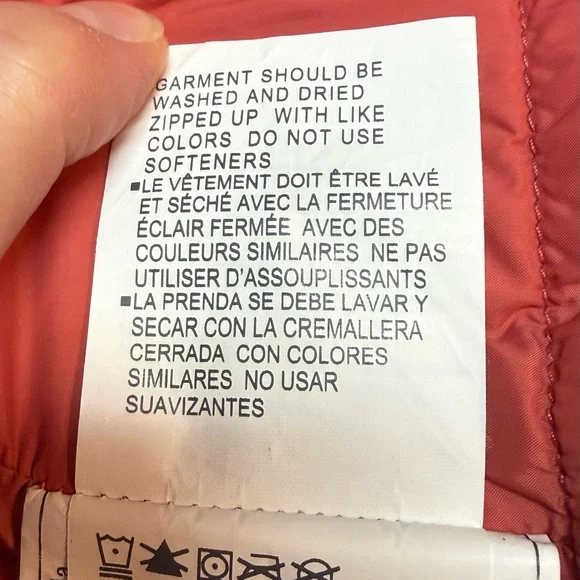 GARMENT SHOULD BE
WASHED AND DRIED
ZIPPED UP WITH LIKE
COLORS DO NOT USE
SOFTENERS
▪LE VÊTEMENT DOIT ÊTRE LAVÉ
ET SÉCHÉ AVEC LA FERMETURE
ÉCLAIR FERMÉE AVEC DES
COULEURS SIMILAIRES NE PAS
UTILISER D'ASSOUPLISSANTS
▪LA PRENDA SE DEBE LAVAR Y
SECAR CON LA CREMALLERA
CERRADA CON COLORES
SIMILARES NO USAR
SUAVIZANTES